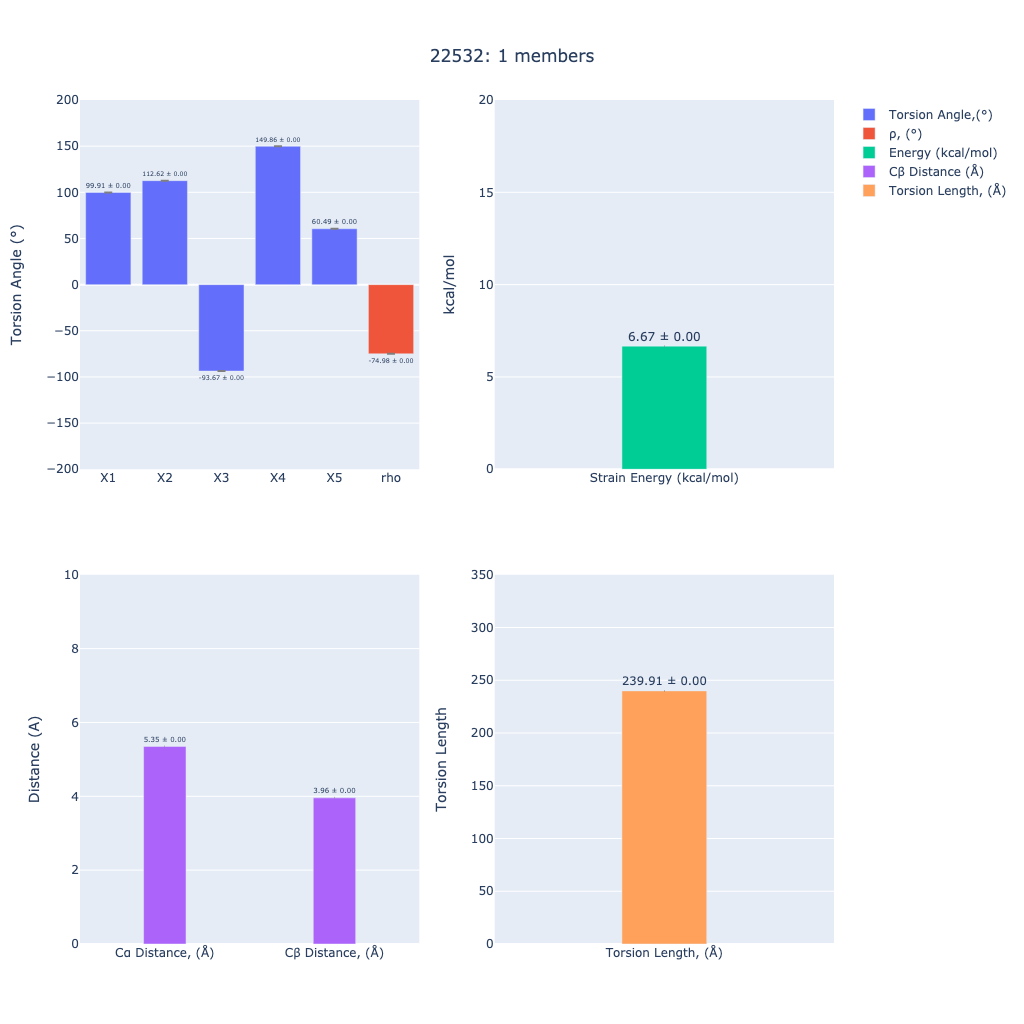 22532: 1 members
Torsion Angle (°)
200
150
100
50
0
−50
−100
−150
−200
99.91 ± 0.00
112.62 ± 0.00
-93.67 ± 0.00
149.86 ± 0.00
60.49 ± 0.00
-74.98 ± 0.00
X1 X2 X3 X4 X5 rho
kcal/mol
20
15
10
5
0
6.67 ± 0.00
Strain Energy (kcal/mol)
Torsion Angle,(°)
ρ, (°)
Energy (kcal/mol)
Cβ Distance (Å)
Torsion Length, (Å)
Distance (A)
10
8
6
4
2
0
5.35 ± 0.00
3.96 ± 0.00
Cα Distance, (Å) Cβ Distance, (Å)
Torsion Length
350
300
250
200
150
100
50
0
239.91 ± 0.00
Torsion Length, (Å)